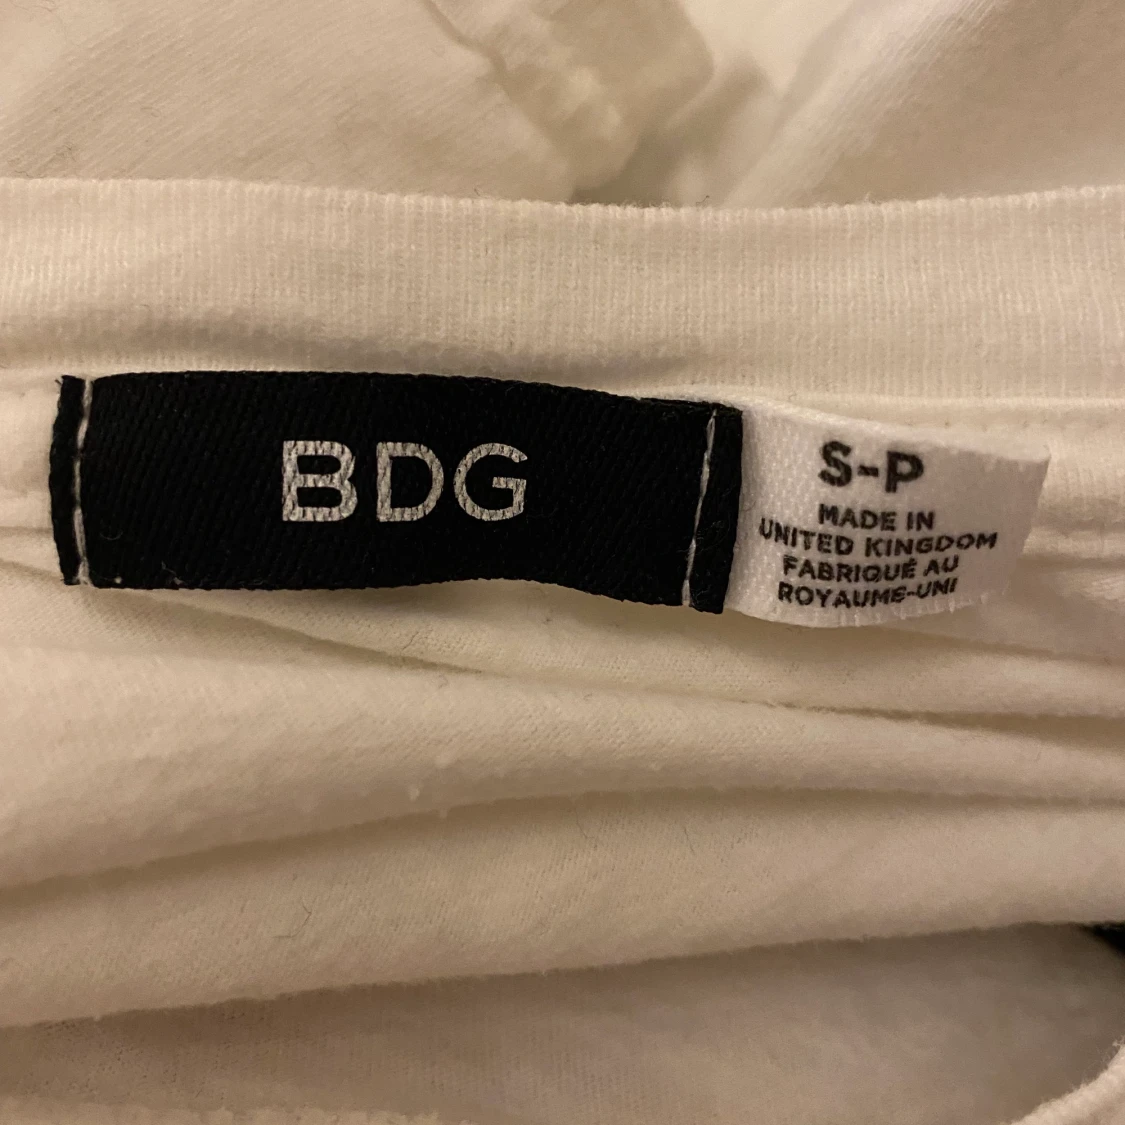 BDG
S-P
MADE IN
UNITED KINGDOM
FABRIQUÉ AU
ROYAUME-UNI